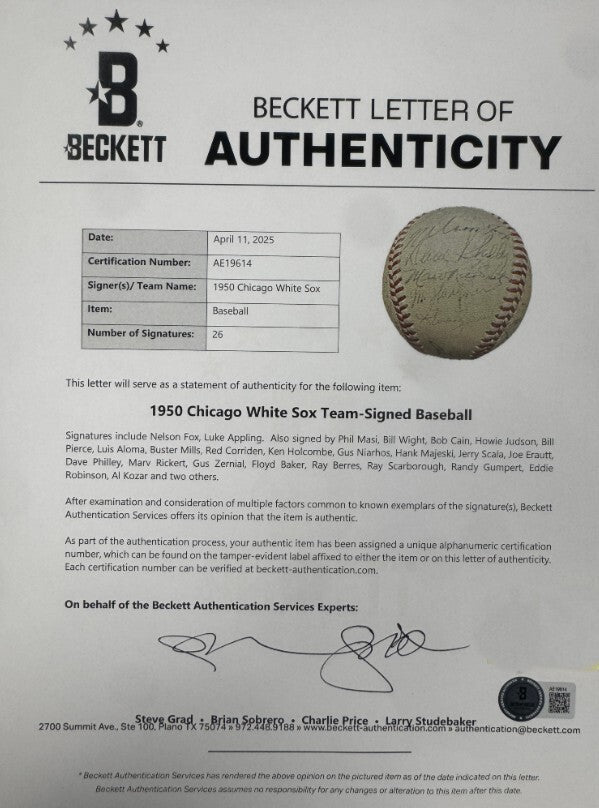 B
BECKETT
BECKETT LETTER OF
AUTHENTICITY
Date: April 11, 2025
Certification Number: AE19614
Signer(s)/ Team Name: 1950 Chicago White Sox
Item: Baseball
Number of Signatures: 26
Dave Philley
This letter will serve as a statement of authenticity for the following item:
1950 Chicago White Sox Team-Signed Baseball
Signatures include Nelson Fox, Luke Appling. Also signed by Phil Masi, Bill Wight, Bob Cain, Howie Judson, Bill
Pierce, Luis Aloma, Buster Mills, Red Corriden, Ken Holcombe, Gus Niarhos, Hank Majeski, Jerry Scala, Joe Erautt,
Dave Philley, Marv Rickert, Gus Zernial, Floyd Baker, Ray Berres, Ray Scarborough, Randy Gumpert, Eddie
Robinson, Al Kozar and two others.
After examination and consideration of multiple factors common to known exemplars of the signature(s), Beckett
Authentication Services offers its opinion that the item is authentic.
As part of the authentication process, your authentic item has been assigned a unique alphanumeric certification
number, which can be found on the tamper-evident label affixed to either the item or on this letter of authenticity.
Each certification number can be verified at beckett-authentication.com.
On behalf of the Beckett Authentication Services Experts:
AE19614
Steve Grad • Brian Sobrero • Charlie Price • Larry Studebaker
2700 Summit Ave., Ste 100, Plano TX 75074 » 972.448.9188 » www.beckett-authentication.com » authentication@beckett.com
* Beckett Authentication Services has rendered the above opinion on the pictured item as of the date indicated on this letter.
Beckett Authentication Services assumes no responsibility for any changes or alteration to this item after this date.